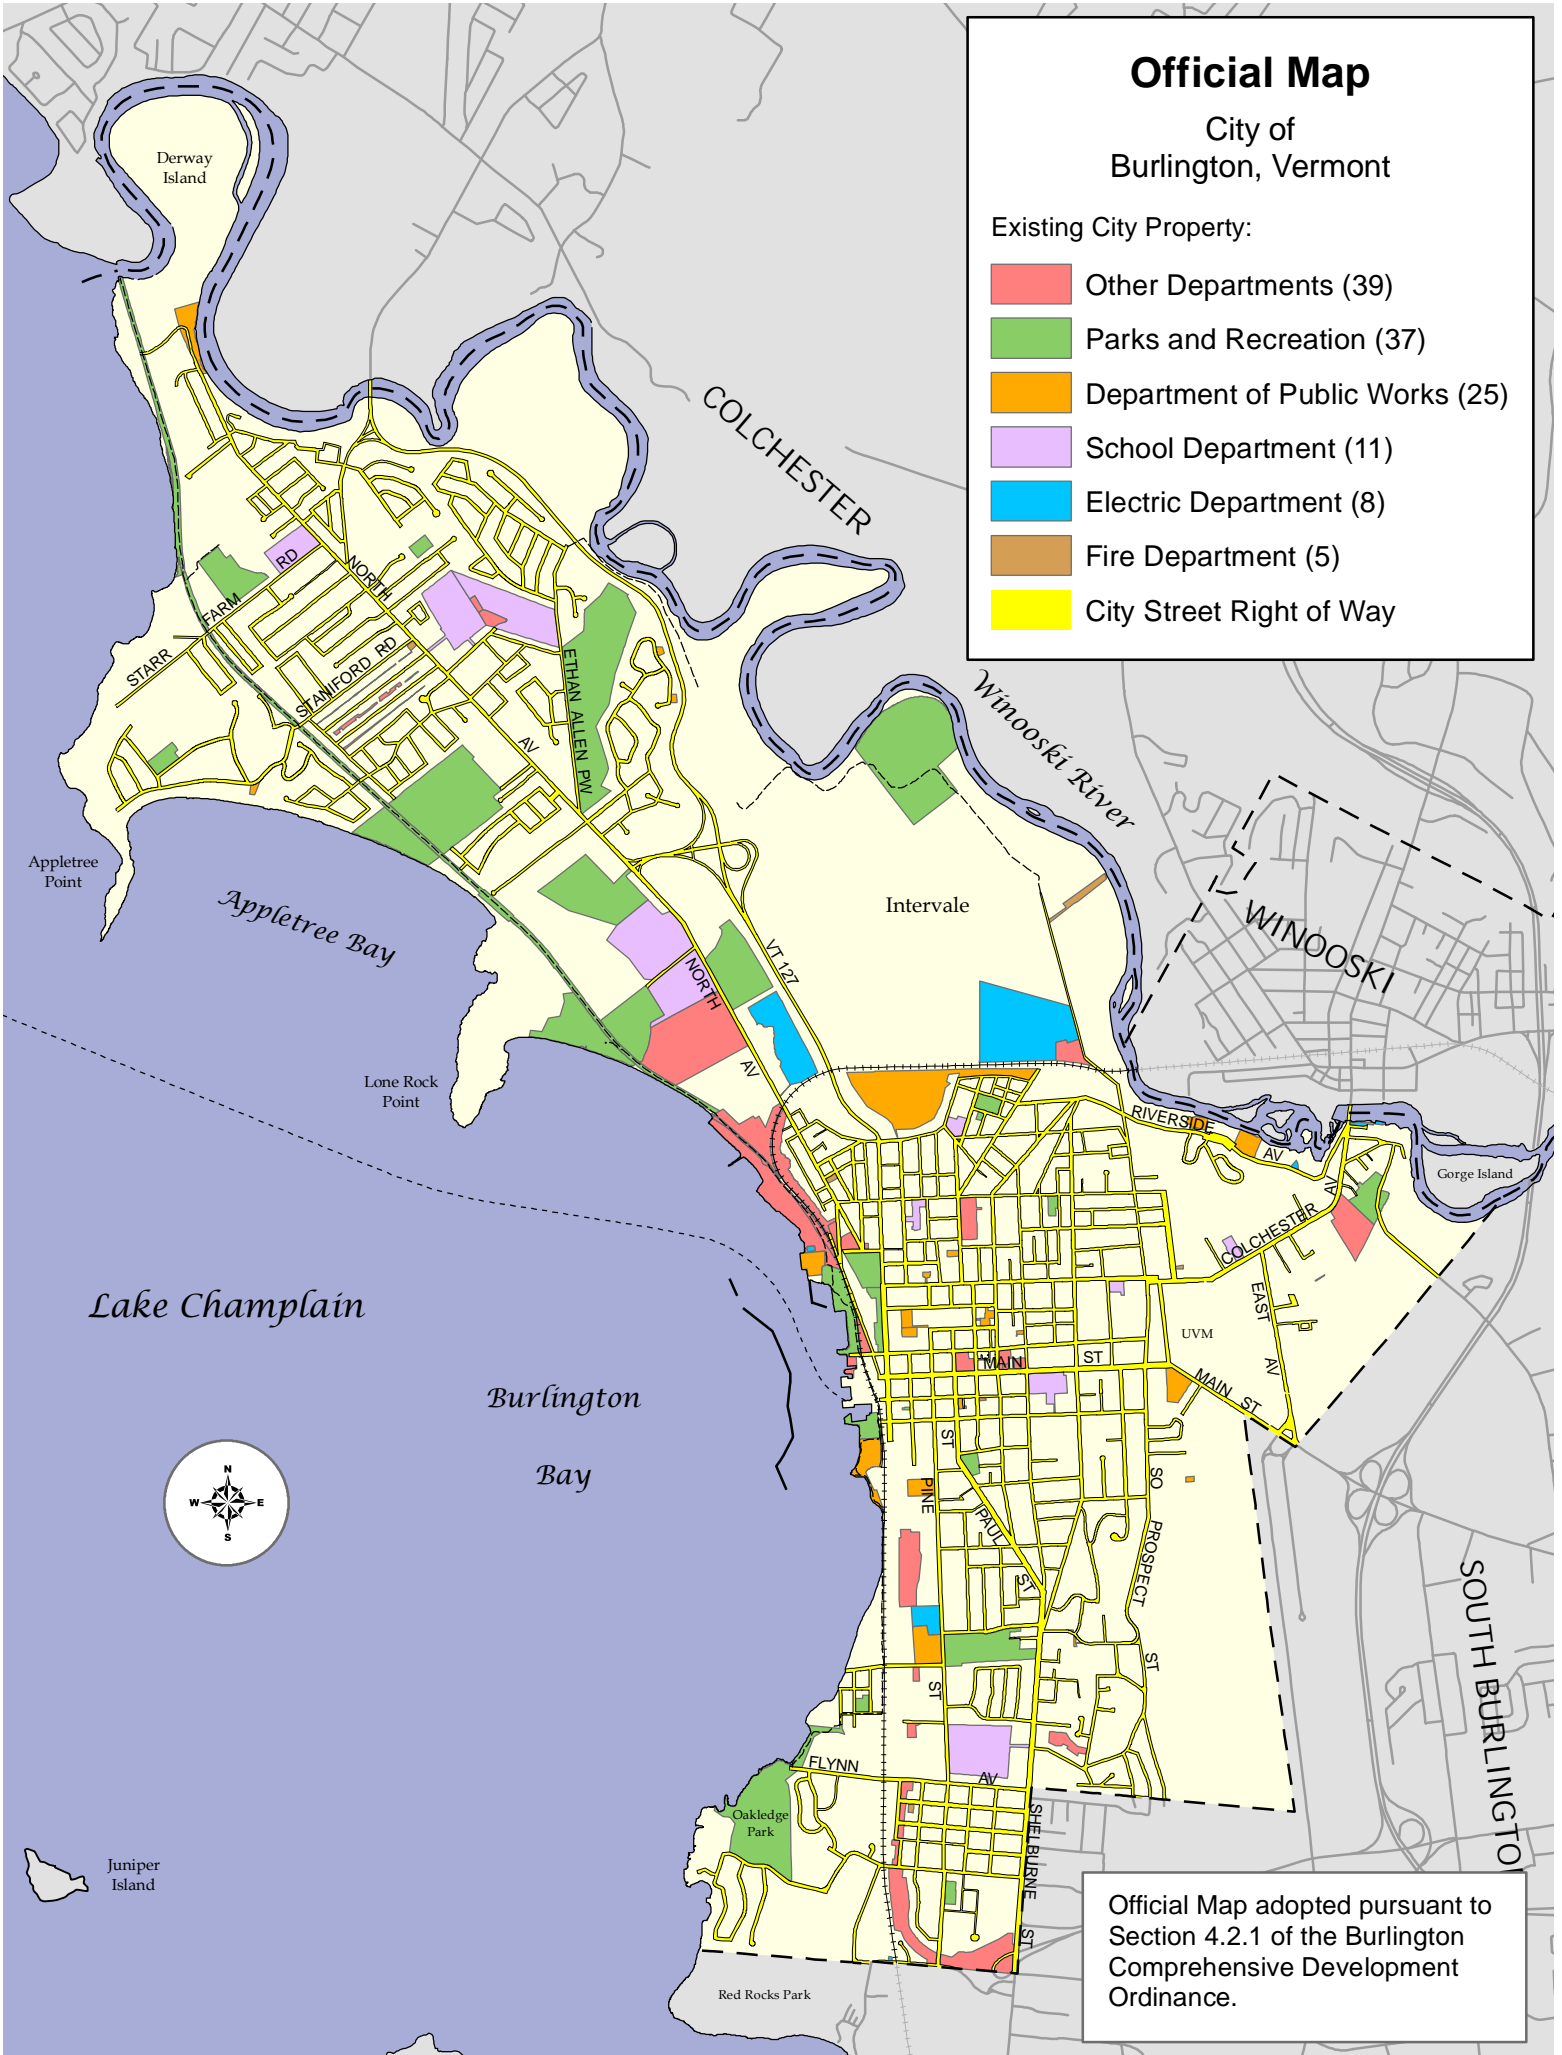 Official Map
City of
Burlington, Vermont
Existing City Property:
Other Departments (39)
Parks and Recreation (37)
Department of Public Works (25)
School Department (11)
Electric Department (8)
Fire Department (5)
City Street Right of Way
Derway
Island
COLCHESTER
RD
FARM
STARR
NORTH
STANIFORD RD
ETHAN ALLEN PW
AV
Winooski River
Appletree
Point
Appletree Bay
Intervale
WINOOSKI
VT 127
NORTH
AV
Lone Rock
Point
RIVERSIDE
AV
Gorge Island
AV
COLCHESTER
EAST
AV
UVM
Lake Champlain
MAIN
ST
MAIN ST
Burlington
Bay
N
W
E
S
ST
PINE
PAUL
ST
SO
PROSPECT
ST
SOUTH BURLINGTO
ST
FLYNN
AV
Oakledge
Park
SHELBURNE
ST
Juniper
Island
Red Rocks Park
Official Map adopted pursuant to
Section 4.2.1 of the Burlington
Comprehensive Development
Ordinance.